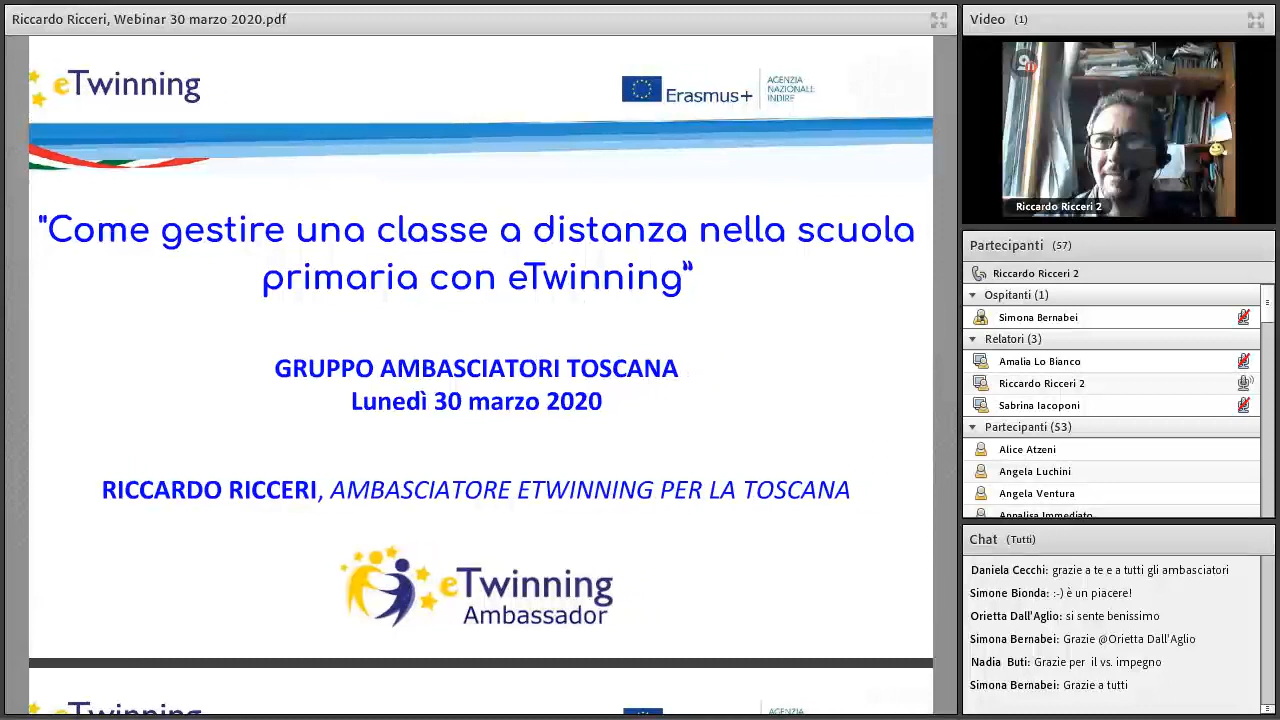 Riccardo Ricceri, Webinar 30 marzo 2020.pdf
eTwinning
Erasmus+
AGENZIA
NAZIONALE
INDIRE
"Come gestire una classe a distanza nella scuola
primaria con eTwinning”
GRUPPO AMBASCIATORI TOSCANA
Lunedì 30 marzo 2020
RICCARDO RICCERI, AMBASCIATORE ETWINNING PER LA TOSCANA
eTwinning
Ambassador
eTwinning
AGENZIA
Video (1)
Riccardo Ricceri 2
Partecipanti (57)
Riccardo Ricceri 2
Ospitanti (1)
Simona Bernabei
Relatori (3)
Amalia Lo Bianco
Riccardo Ricceri 2
Sabrina Iacoponi
Partecipanti (53)
Alice Atzeni
Angela Luchini
Angela Ventura
Annalisa Immediato
Chat (Tutti)
Daniela Cecchi: grazie a te e a tutti gli ambasciatori
Simone Bionda: :-) è un piacere!
Orietta Dall'Aglio: si sente benissimo
Simona Bernabei: Grazie @Orietta Dall'Aglio
Nadia Buti: Grazie per il vs. impegno
Simona Bernabei: Grazie a tutti